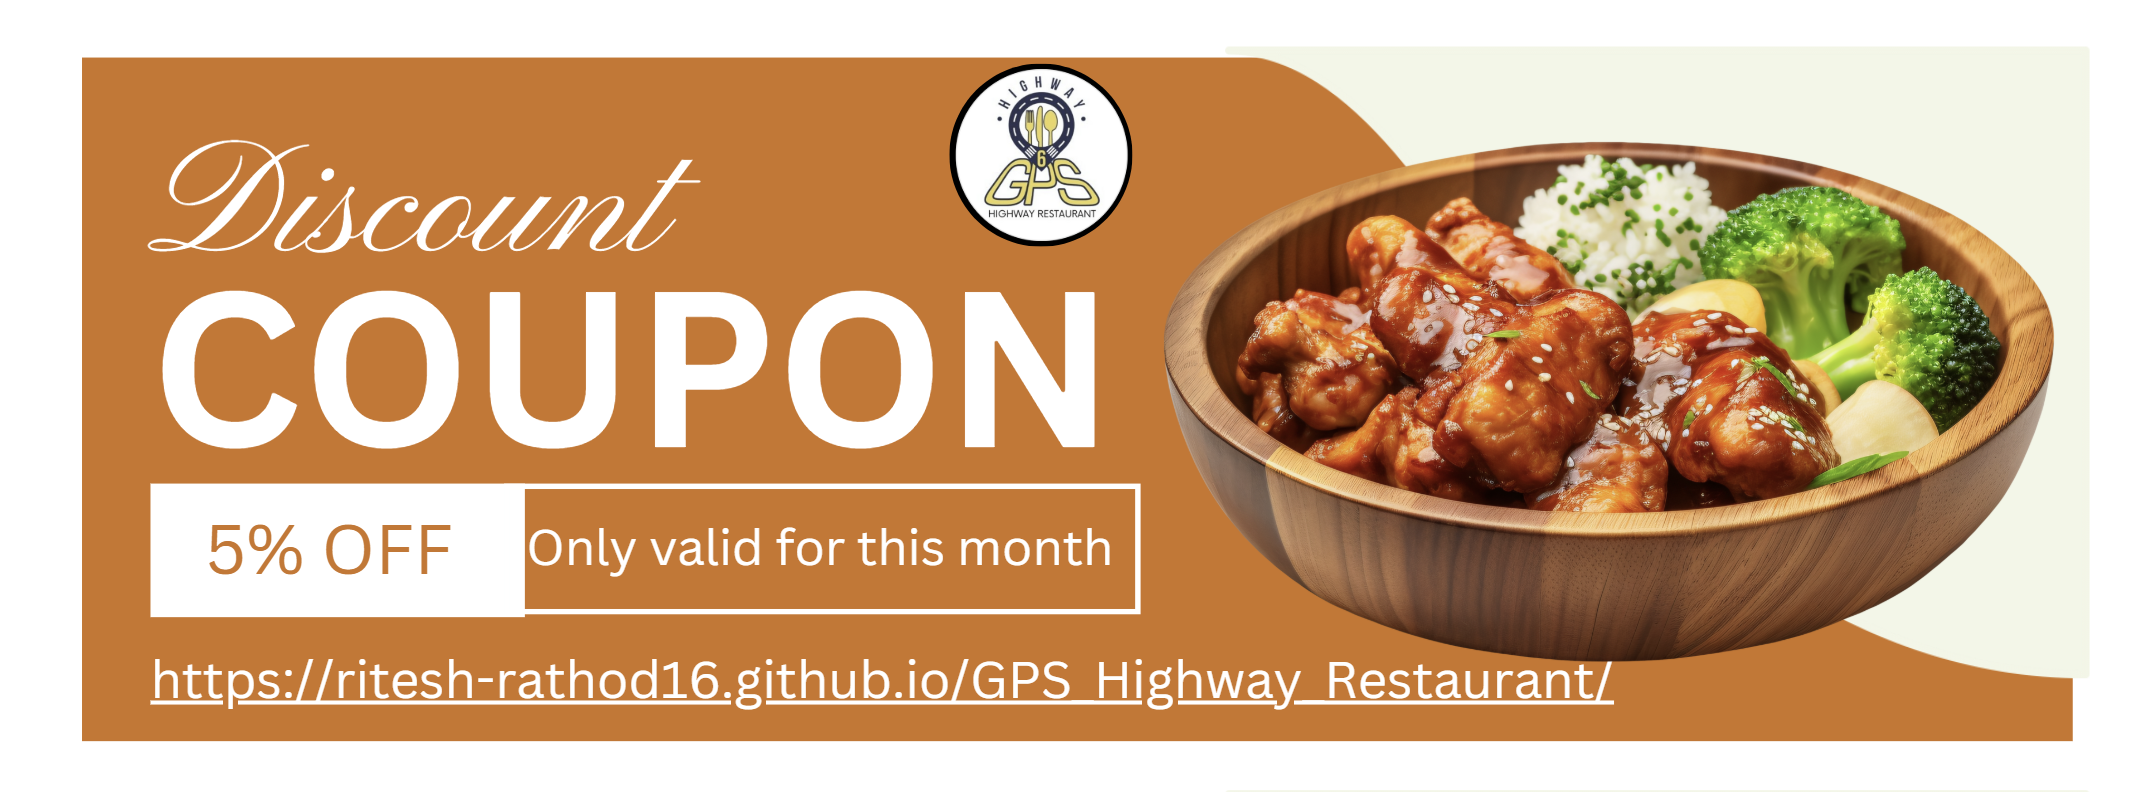 HIGHWAY
6
GPS
HIGHWAY RESTAURANT
Discount
COUPON
5% OFF
Only valid for this month
https://ritesh-rathod16.github.io/GPS_Highway_Restaurant/